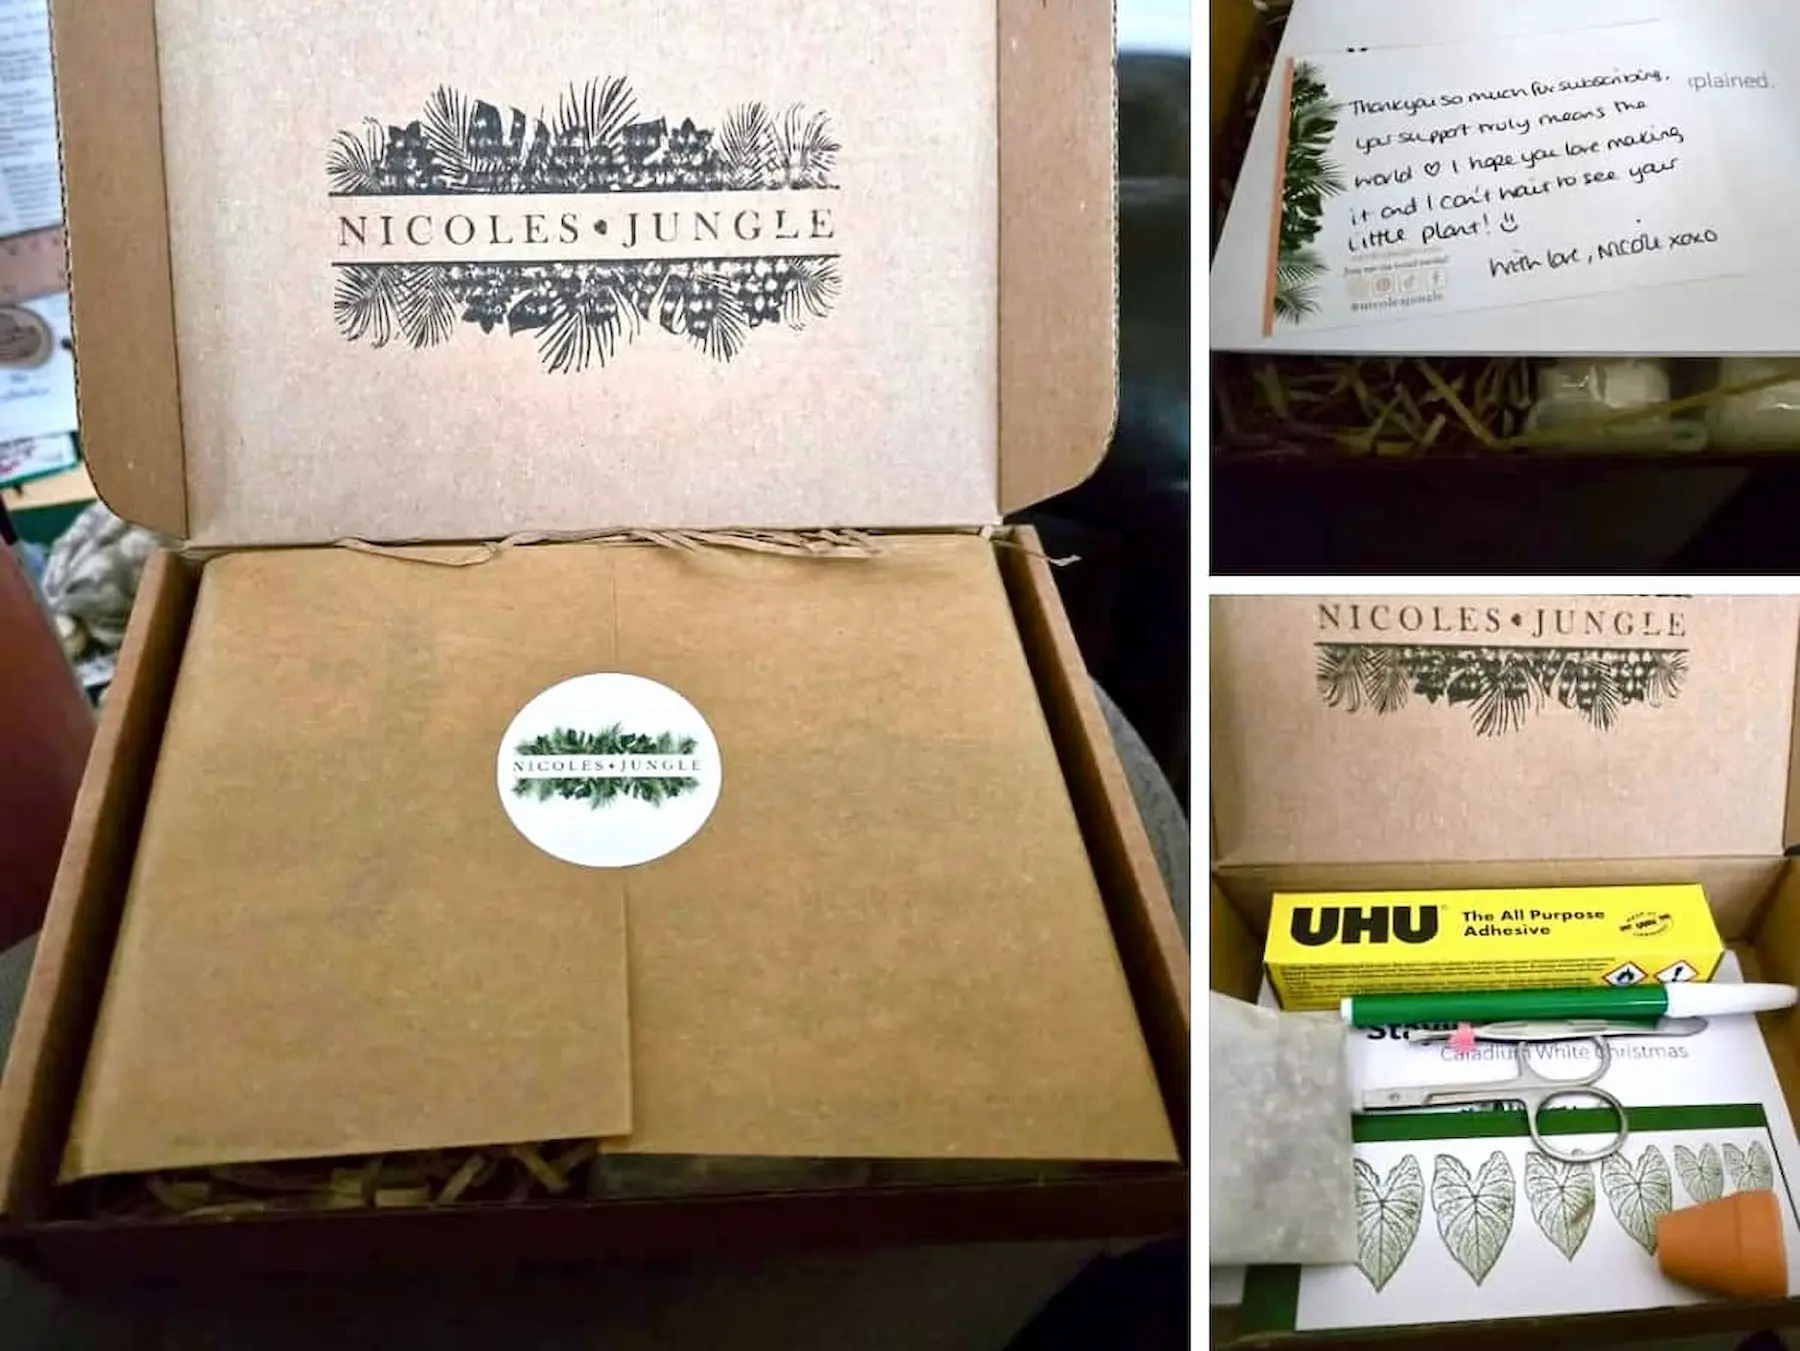 NICOLES • JUNGLE
NICOLES • JUNGLE
plained.
Thankyou so much for subscribing,
your support truly means the
world ♡ I hope you love making
it and I can't wait to see your
little plant! :)
With love, Nicole xoxo
@nicolesjungle
NICOLES • JUNGLE
UHU The All Purpose
Adhesive
Caladium White Christmas